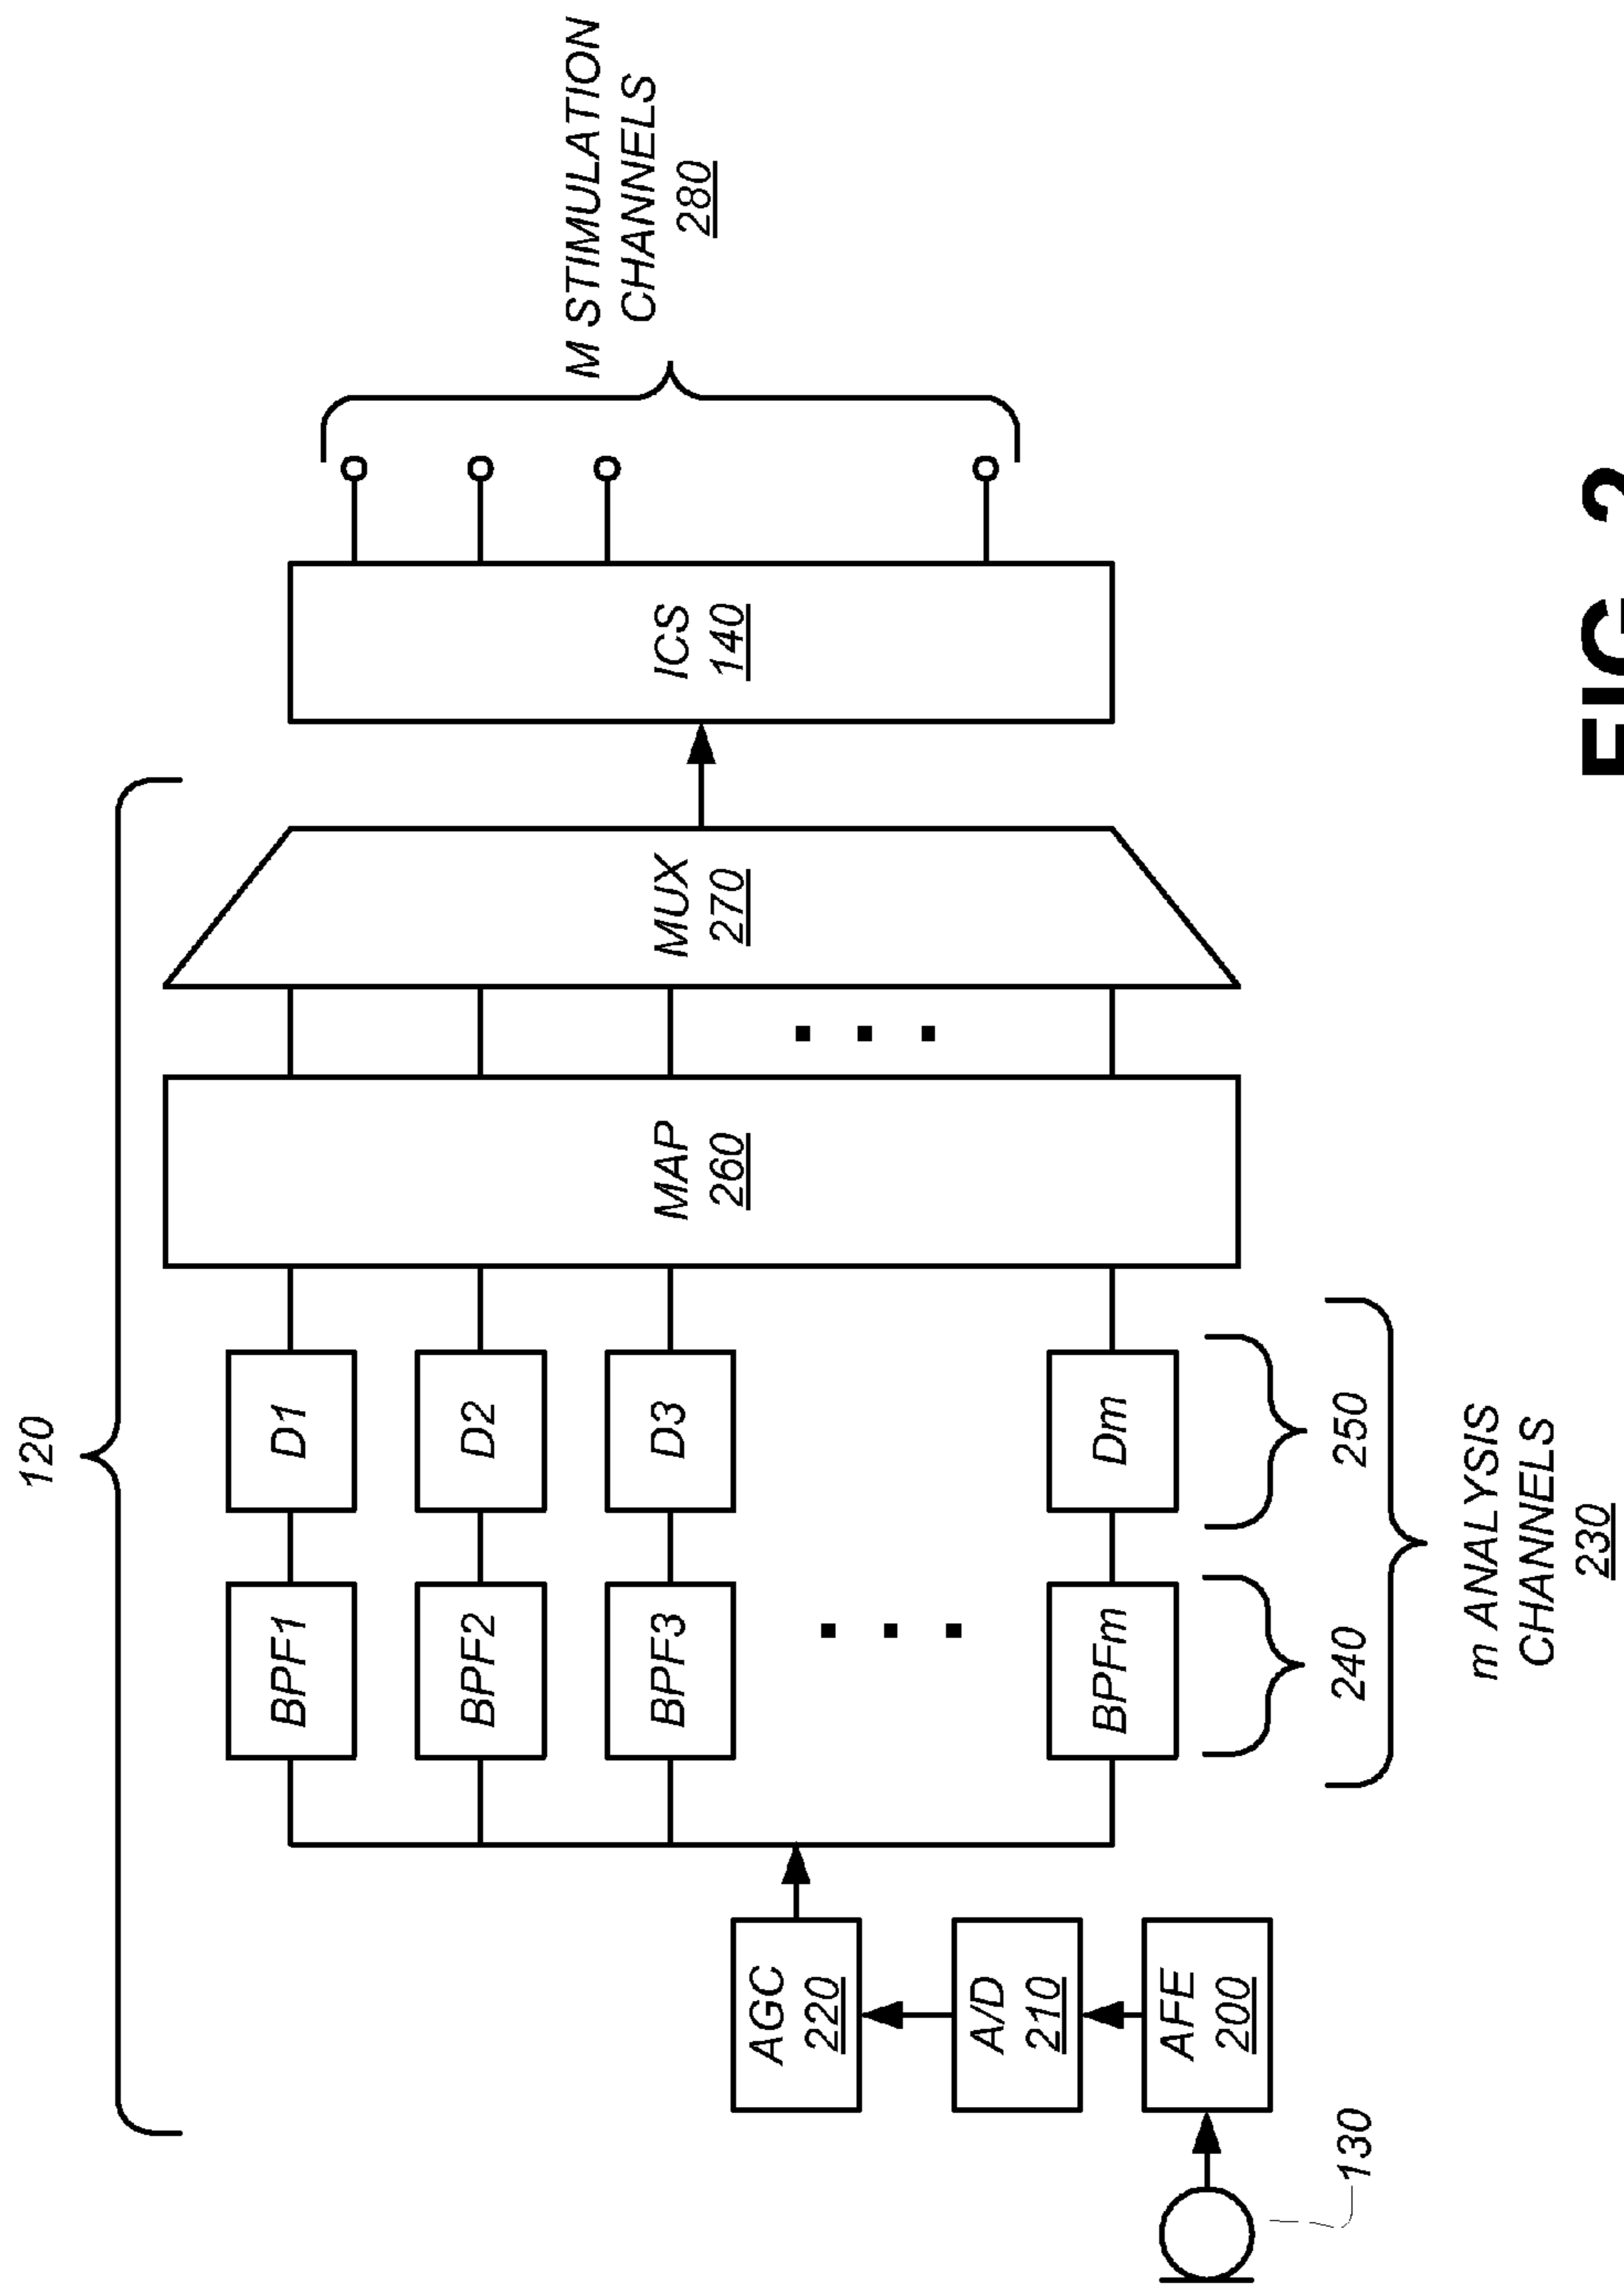 120
BPF1
D1
BPF2
D2
BPF3
D3
BPFm
Dm
MAP
260
MUX
270
ICS
140
M STIMULATION
CHANNELS
280
AGC
220
A/D
210
AFE
200
130
240
250
m ANALYSIS
CHANNELS
230
FIG